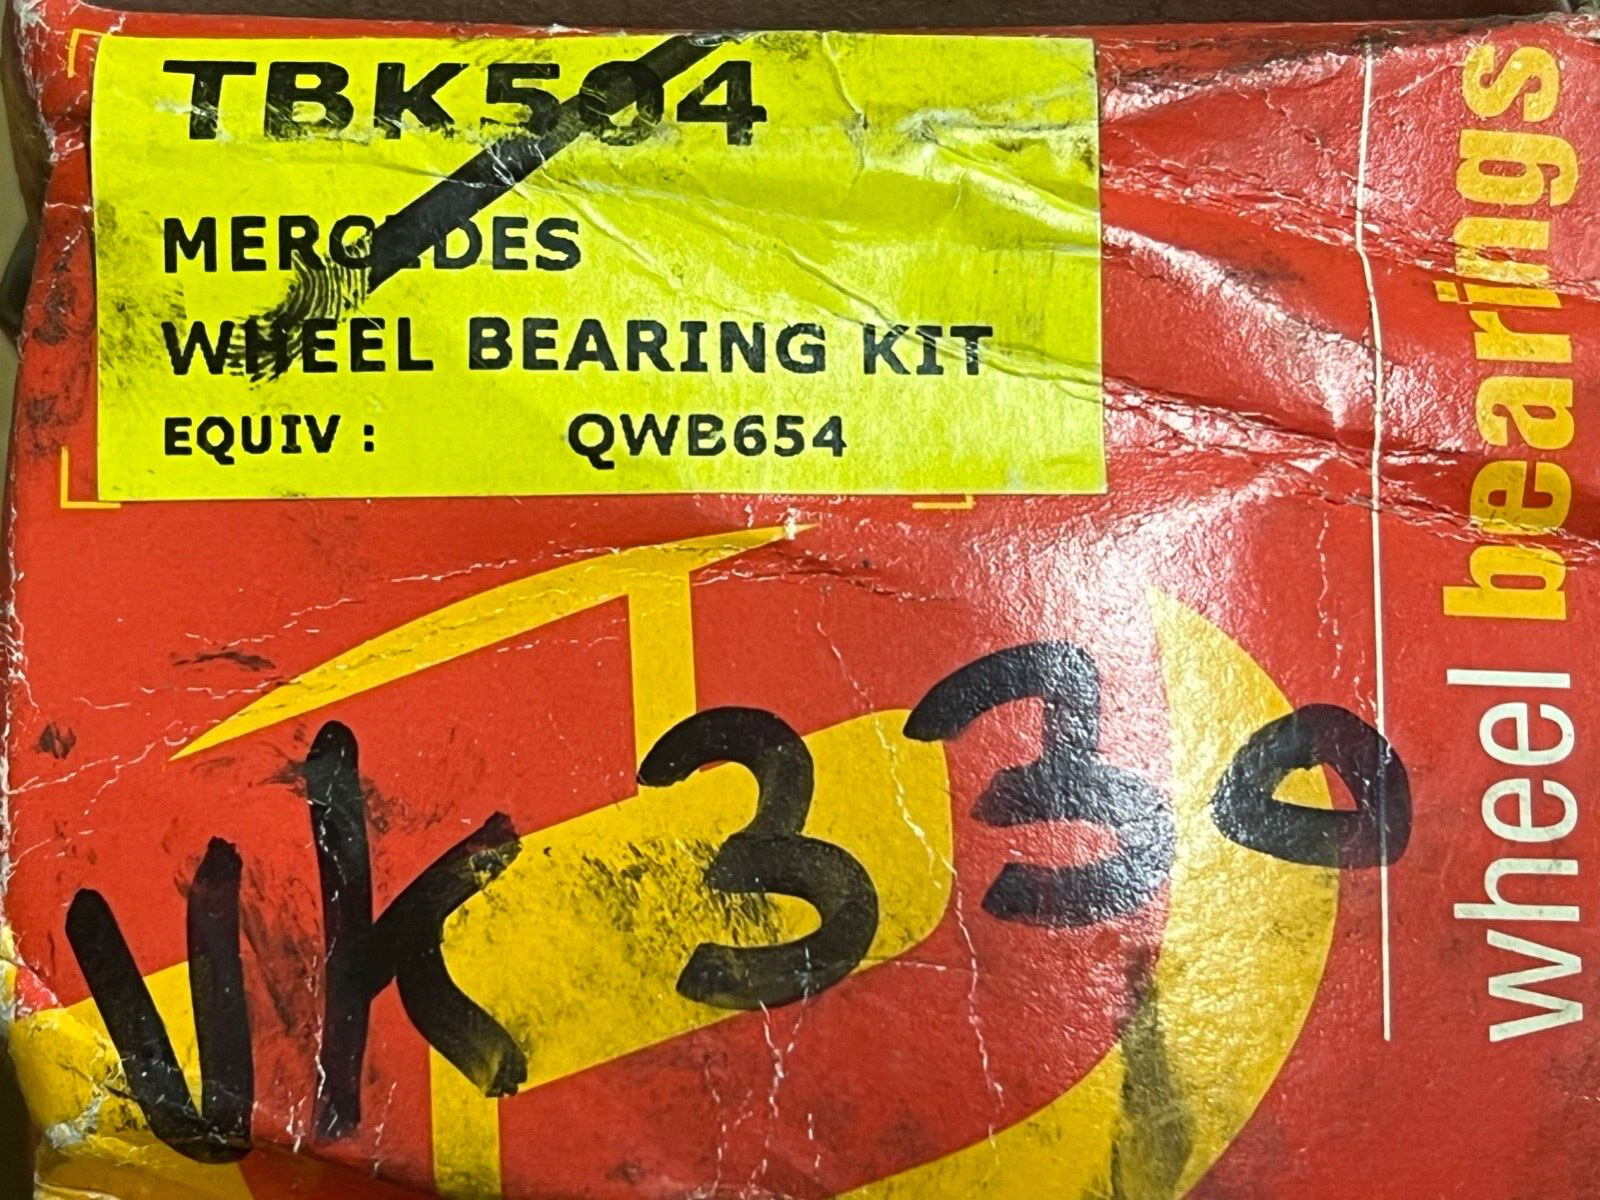 TBK504
MERCEDES
WHEEL BEARING KIT
EQUIV : QWB654
VK330
wheel bearings